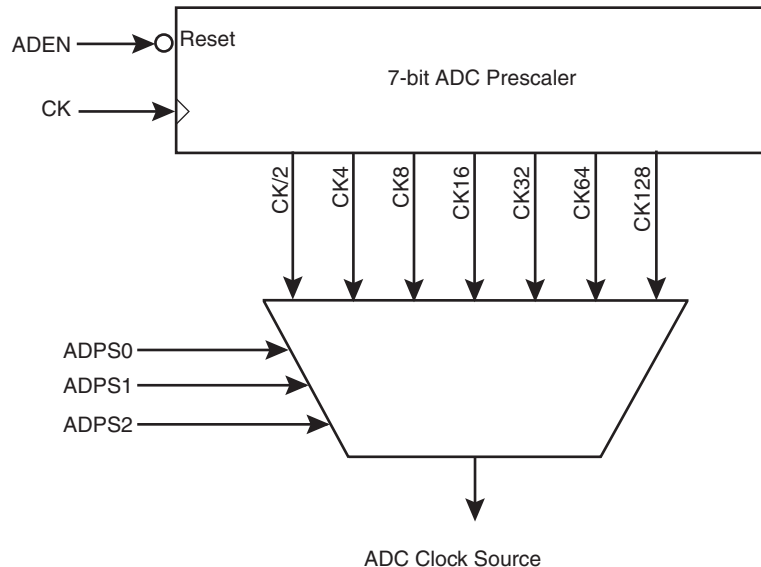 ADEN
Reset
7-bit ADC Prescaler
CK
CK/2
CK4
CK8
CK16
CK32
CK64
CK128
ADPS0
ADPS1
ADPS2
ADC Clock Source